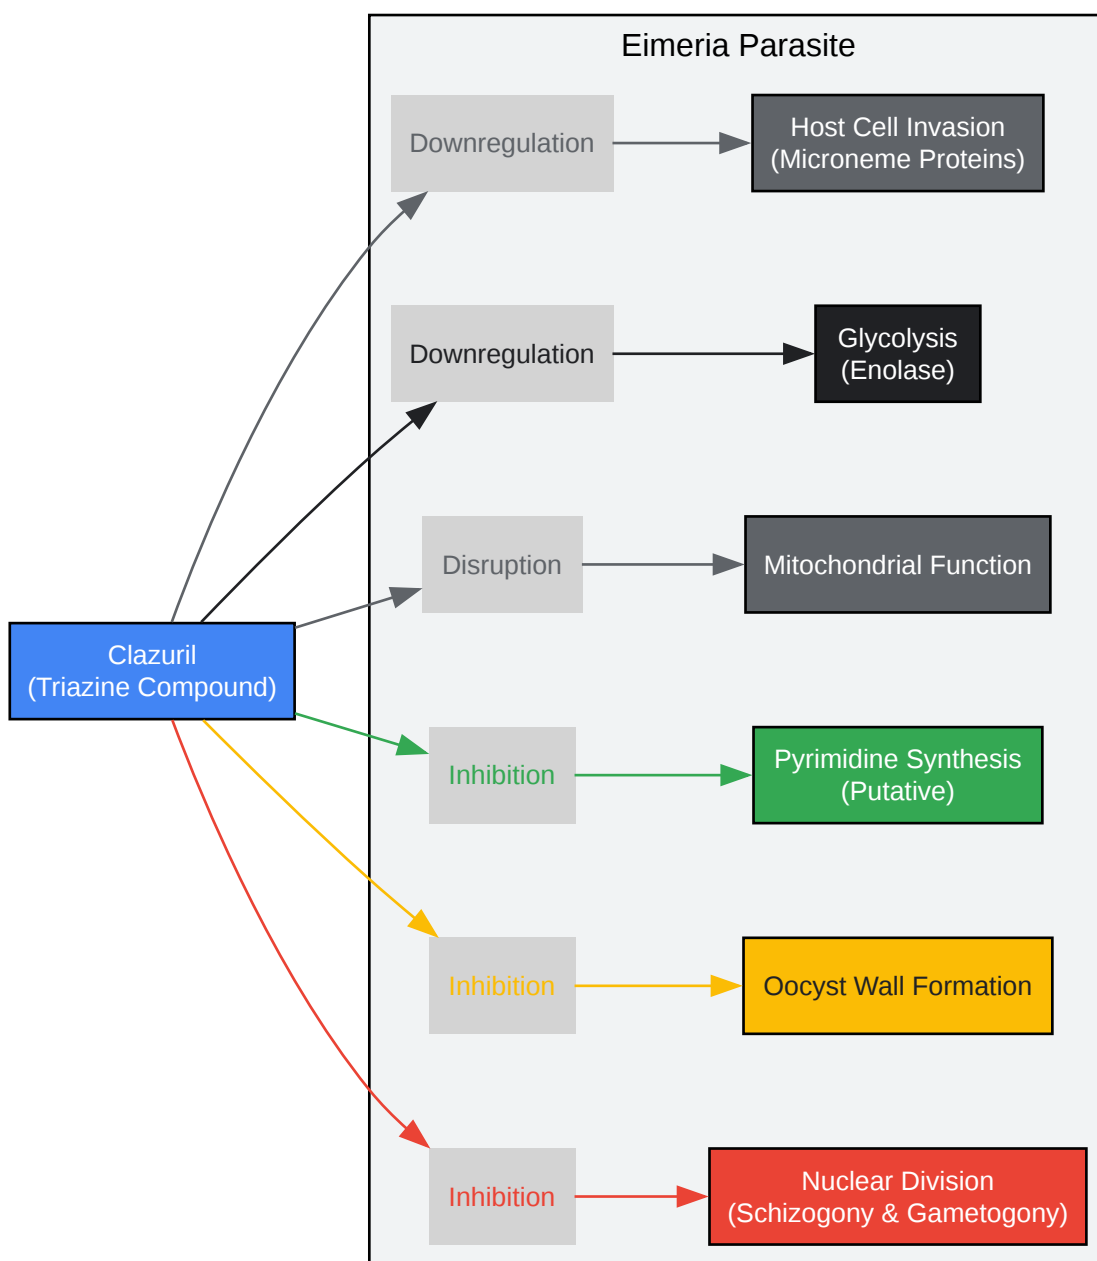 Eimeria Parasite
Downregulation
Host Cell Invasion
(Microneme Proteins)
Downregulation
Glycolysis
(Enolase)
Disruption
Mitochondrial Function
Clazuril
(Triazine Compound)
Inhibition
Pyrimidine Synthesis
(Putative)
Inhibition
Oocyst Wall Formation
Inhibition
Nuclear Division
(Schizogony & Gametogony)